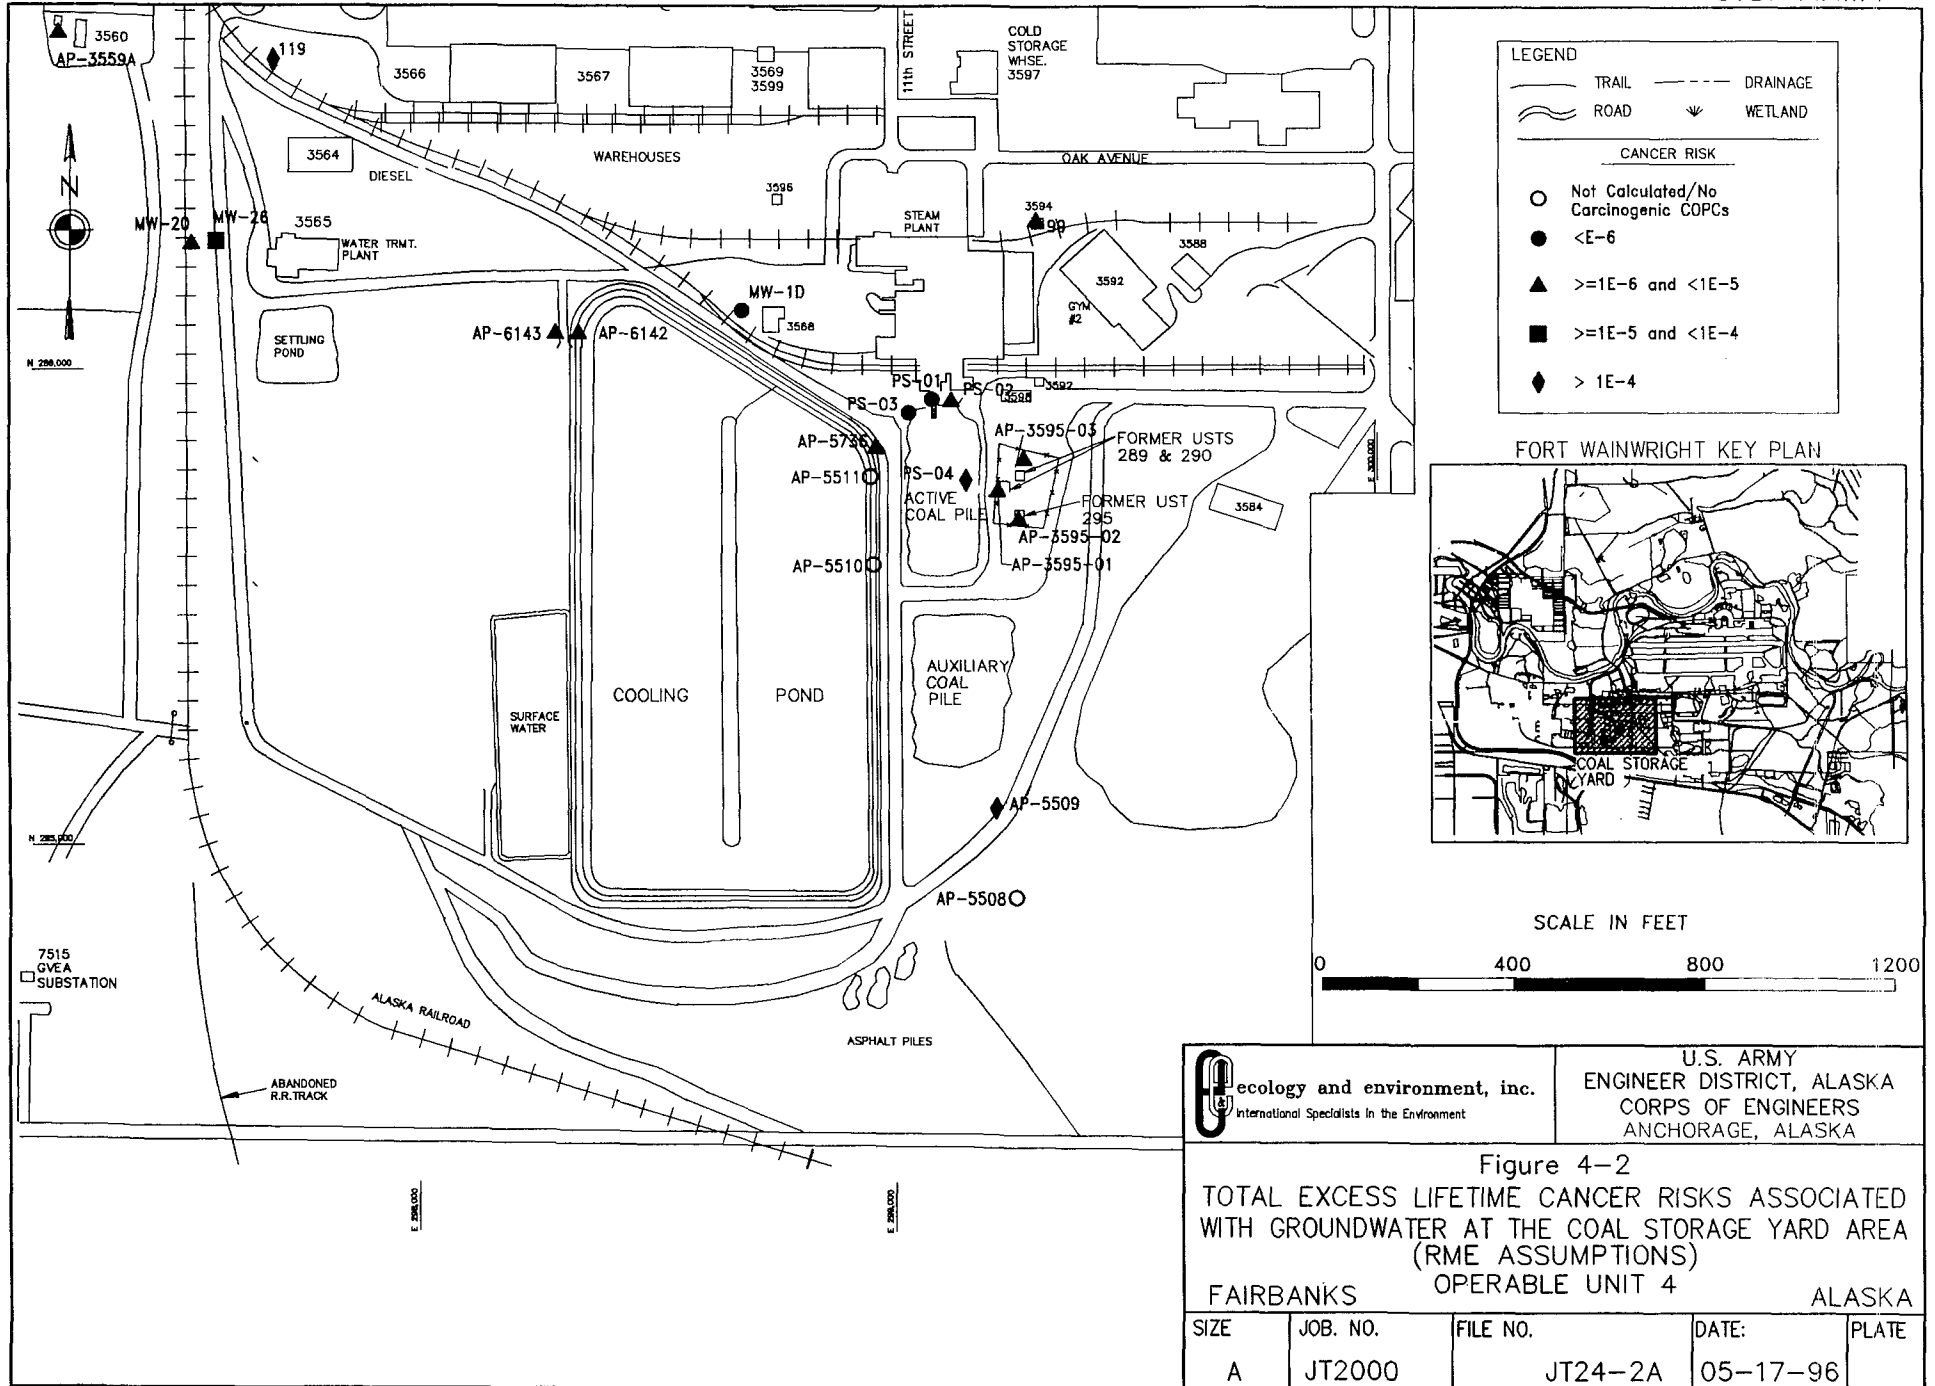 3560
AP-3559A
119
3566
3567
3569
3599
11th STREET
COLD
STORAGE
WHSE.
3597
3564
WAREHOUSES
OAK AVENUE
DIESEL
N
3596
3594
MW-20
MW-26
3565
WATER TRMT.
PLANT
STEAM
PLANT
3588
3592
GYM
#2
MW-1D
3568
AP-6143
AP-6142
SETTLING
POND
PS-01
PS-02
3592
PS-03
AP-3595-03
FORMER USTS
289 & 290
AP-5736
AP-5511
PS-04
ACTIVE
COAL PILE
FORMER UST
295
3584
AP-3595-02
AP-5510
AP-3595-01
E 300,000
AUXILIARY
COAL
PILE
COOLING
POND
SURFACE
WATER
AP-5509
AP-5508
7515
GVEA
SUBSTATION
ALASKA RAILROAD
ASPHALT PILES
ABANDONED
R.R.TRACK
E 298,000
E 299,000
LEGEND
TRAIL
DRAINAGE
ROAD
WETLAND
CANCER RISK
Not Calculated/No
Carcinogenic COPCs
<E-6
>=1E-6 and <1E-5
>=1E-5 and <1E-4
> 1E-4
FORT WAINWRIGHT KEY PLAN
COAL STORAGE
YARD
SCALE IN FEET
0 400 800 1200
ecology and environment, inc.
International Specialists in the Environment
U.S. ARMY
ENGINEER DISTRICT, ALASKA
CORPS OF ENGINEERS
ANCHORAGE, ALASKA
Figure 4-2
TOTAL EXCESS LIFETIME CANCER RISKS ASSOCIATED
WITH GROUNDWATER AT THE COAL STORAGE YARD AREA
(RME ASSUMPTIONS)
OPERABLE UNIT 4
FAIRBANKS
ALASKA
SIZE
A
JOB. NO.
JT2000
FILE NO.
JT24-2A
DATE:
05-17-96
PLATE